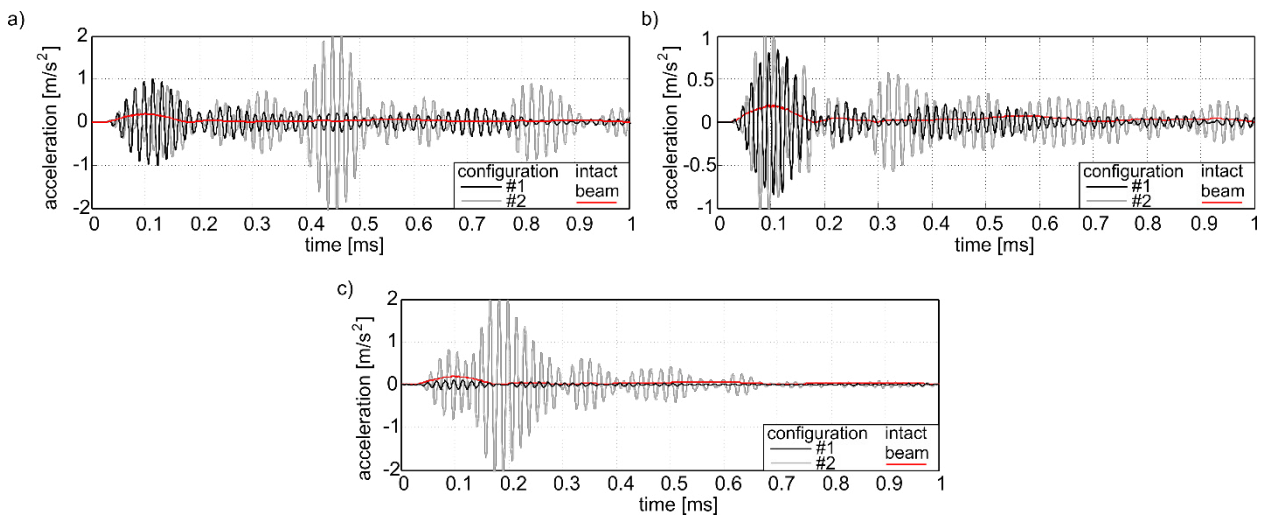 a)
acceleration [m/s²]
2
1
0
-1
-2
0 0.1 0.2 0.3 0.4 0.5 0.6 0.7 0.8 0.9 1
time [ms]
configuration intact
#1 beam
#2
b)
acceleration [m/s²]
1
0.5
0
-0.5
-1
0 0.1 0.2 0.3 0.4 0.5 0.6 0.7 0.8 0.9 1
time [ms]
configuration intact
#1 beam
#2
c)
acceleration [m/s²]
2
1
0
-1
-2
0 0.1 0.2 0.3 0.4 0.5 0.6 0.7 0.8 0.9 1
time [ms]
configuration intact
#1 beam
#2